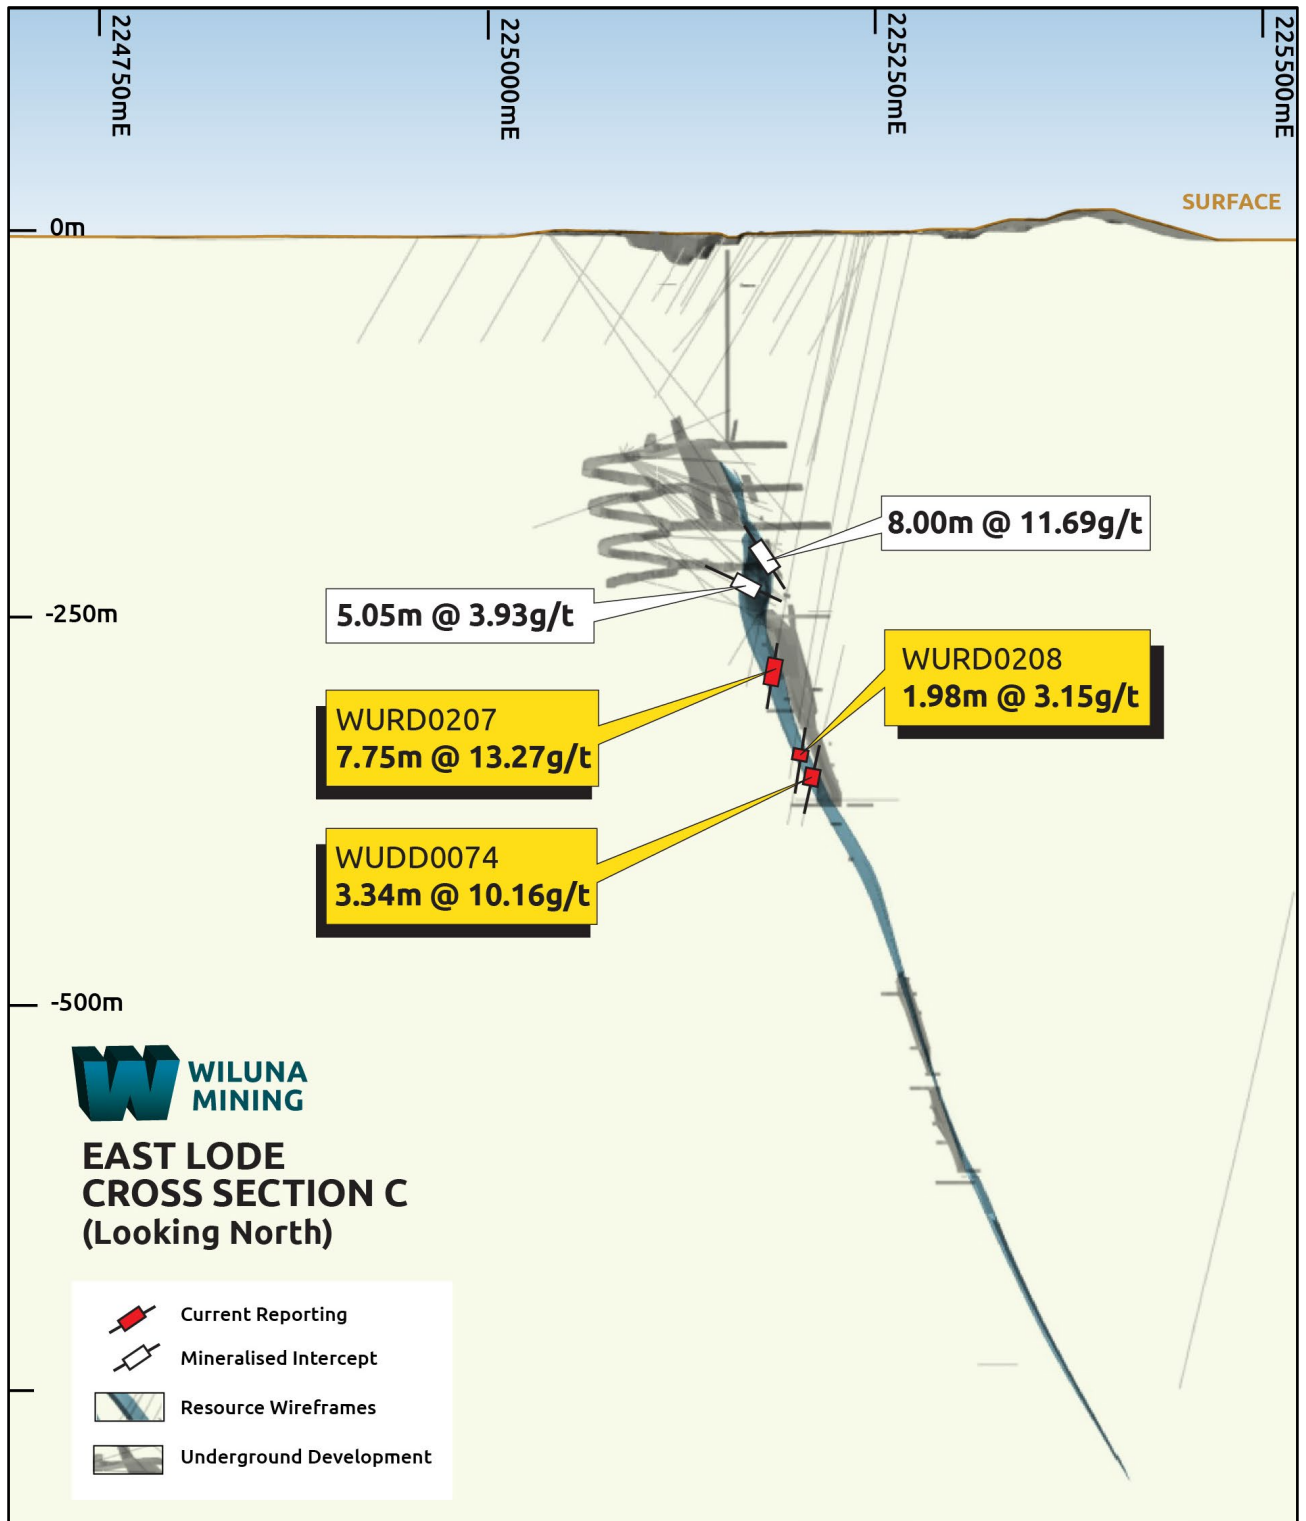 224750mE
225000mE
225250mE
225500mE
SURFACE
0m
8.00m @ 11.69g/t
5.05m @ 3.93g/t
-250m
WURD0208
1.98m @ 3.15g/t
WURD0207
7.75m @ 13.27g/t
WUDD0074
3.34m @ 10.16g/t
-500m
W WILUNA
MINING
EAST LODE
CROSS SECTION C
(Looking North)
Current Reporting
Mineralised Intercept
Resource Wireframes
Underground Development